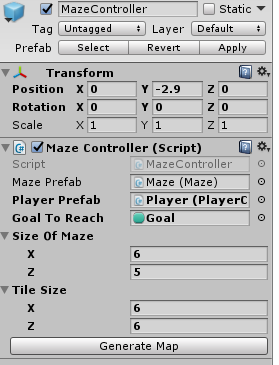 MazeController Static
Tag Untagged Layer Default
Prefab Select Revert Apply
Transform
Position X 0 Y -2.9 Z 0
Rotation X 0 Y 0 Z 0
Scale X 1 Y 1 Z 1
Maze Controller (Script)
Script MazeController
Maze Prefab Maze (Maze)
Player Prefab Player (PlayerC
Goal To Reach Goal
Size Of Maze
X 6
Z 5
Tile Size
X 6
Z 6
Generate Map